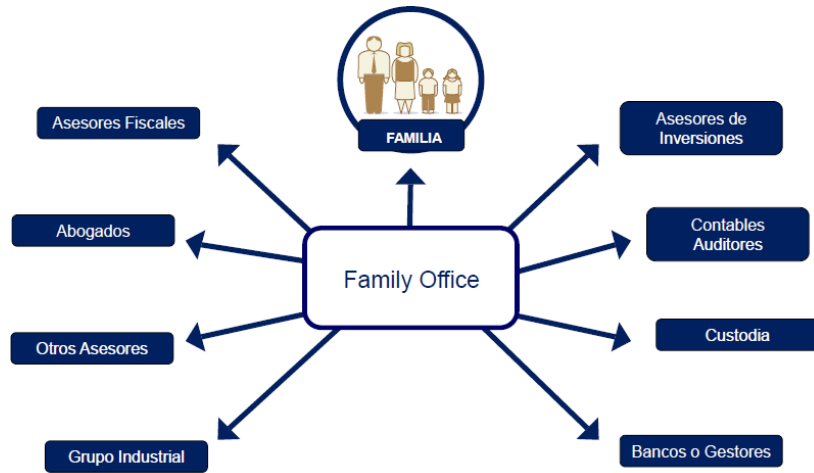 FAMILIA
Asesores Fiscales
Asesores de
Inversiones
Abogados
Contables
Auditores
Family Office
Otros Asesores
Custodia
Grupo Industrial
Bancos o Gestores